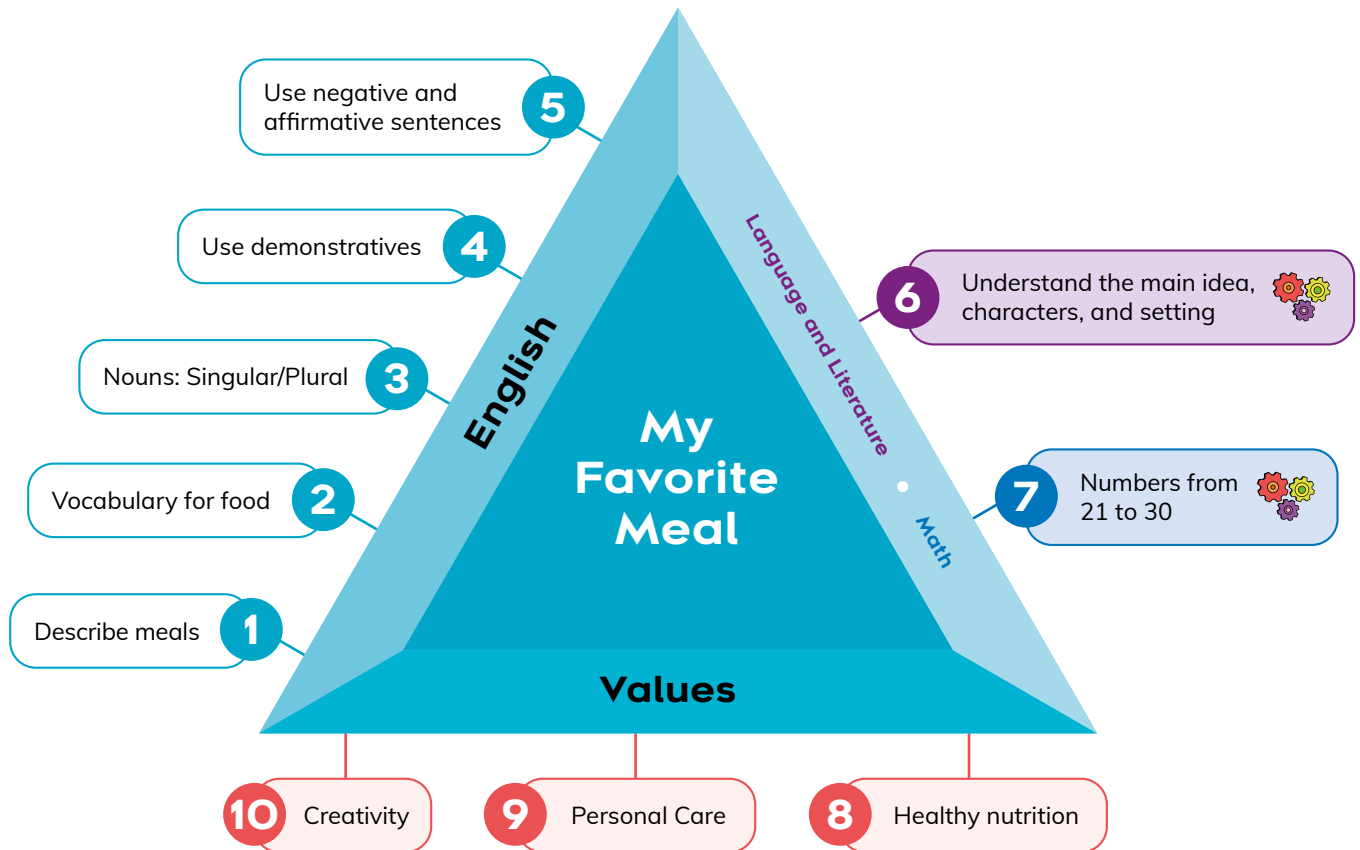 Use negative and
affirmative sentences
5
Use demonstratives
4
Nouns: Singular/Plural
3
Vocabulary for food
2
Describe meals
1
English
My
Favorite
Meal
Language and Literature
Math
6
Understand the main idea,
characters, and setting
7
Numbers from
21 to 30
Values
10
Creativity
9
Personal Care
8
Healthy nutrition